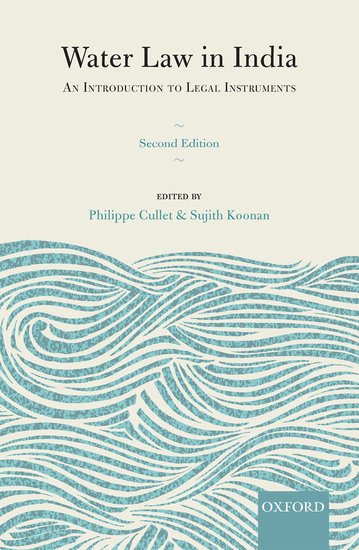 Water Law in India
An Introduction to Legal Instruments
~
Second Edition
~
EDITED BY
Philippe Cullet & Sujith Koonan
OXFORD